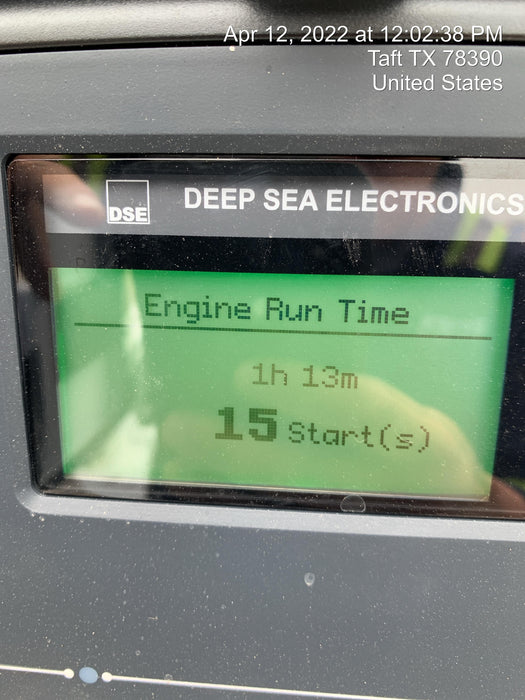 Apr 12, 2022 at 12:02:38 PM
Taft TX 78390
United States
DSE DEEP SEA ELECTRONICS
Engine Run Time
1h 13m
15 Start(s)